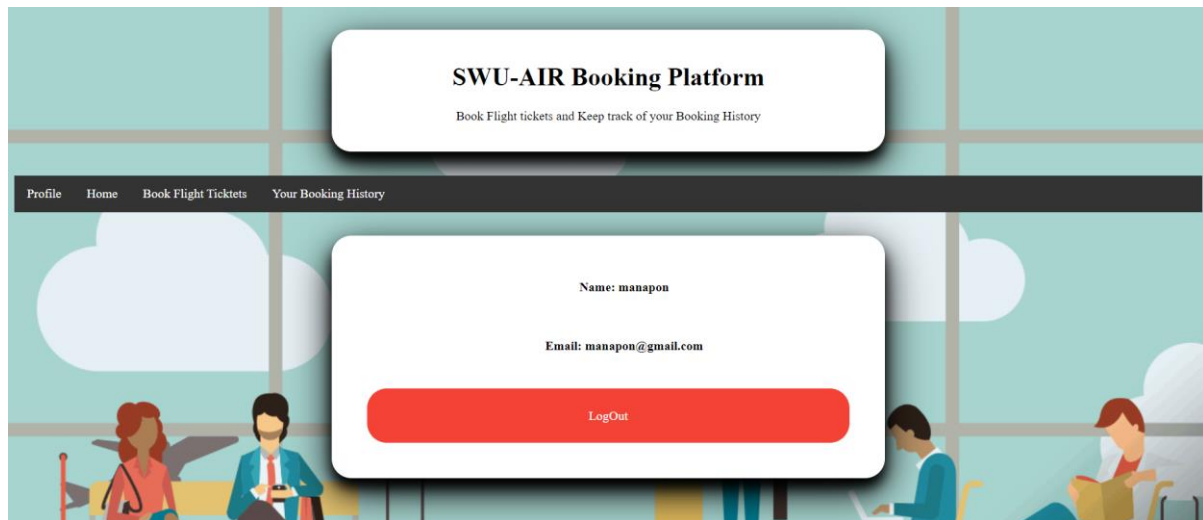 SWU-AIR Booking Platform
Book Flight tickets and Keep track of your Booking History
Profile Home Book Flight Ticktets Your Booking History
Name: manapon
Email: manapon@gmail.com
LogOut